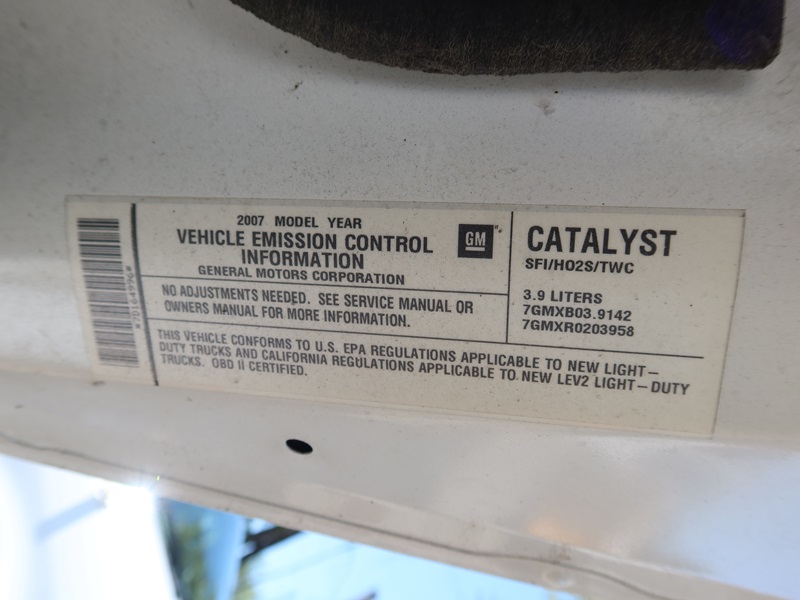 *70164996*
2007 MODEL YEAR
VEHICLE EMISSION CONTROL
INFORMATION
GENERAL MOTORS CORPORATION
GM
NO ADJUSTMENTS NEEDED. SEE SERVICE MANUAL OR
OWNERS MANUAL FOR MORE INFORMATION.
CATALYST
SFI/HO2S/TWC
3.9 LITERS
7GMXB03.9142
7GMXR0203958
THIS VEHICLE CONFORMS TO U.S. EPA REGULATIONS APPLICABLE TO NEW LIGHT-
DUTY TRUCKS AND CALIFORNIA REGULATIONS APPLICABLE TO NEW LEV2 LIGHT-DUTY
TRUCKS. OBD II CERTIFIED.